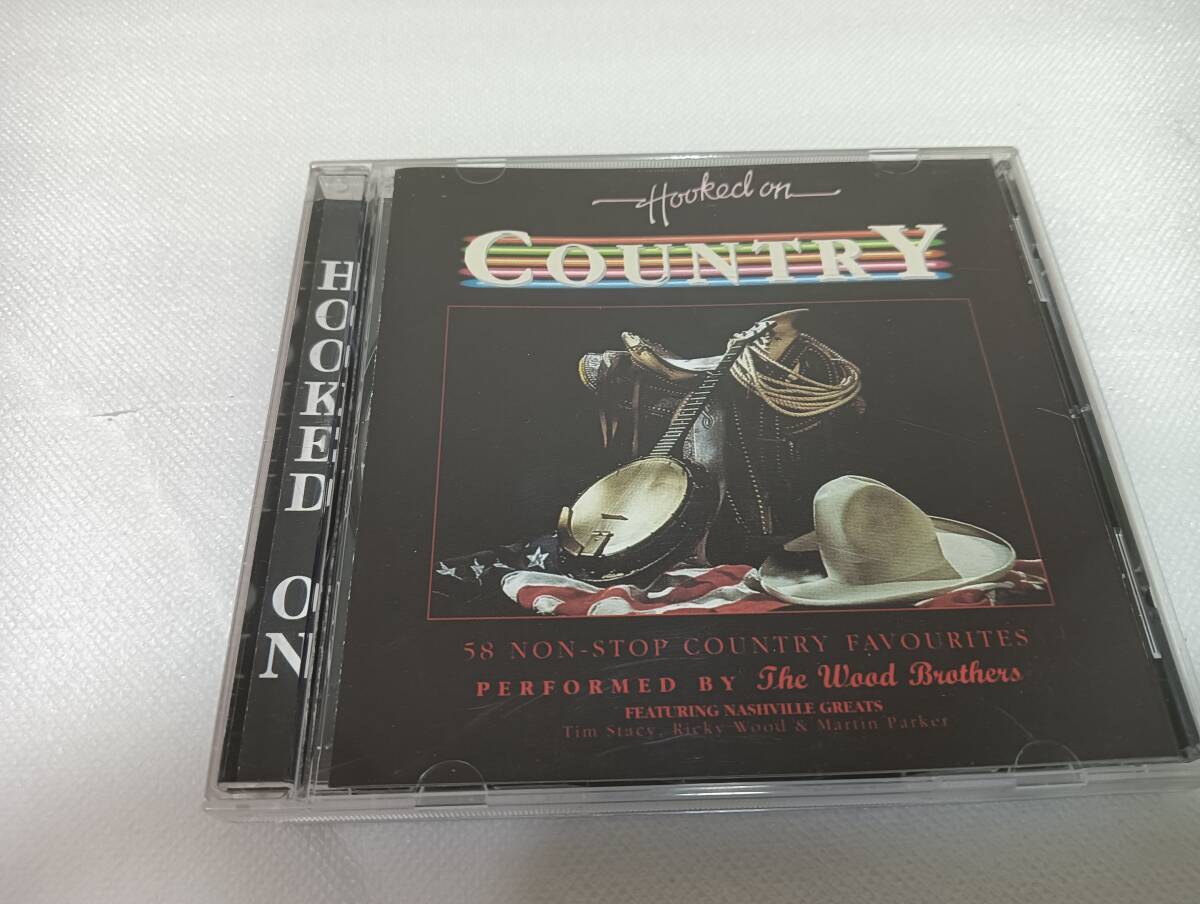 Hooked on
COUNTRY
58 NON-STOP COUNTRY FAVOURITES
PERFORMED BY The Wood Brothers
FEATURING NASHVILLE GREATS
Tim Stacy, Ricky Wood & Martin Parker
HOOKED ON